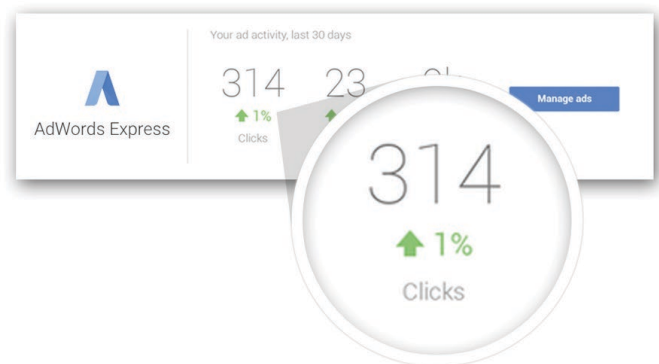 Your ad activity, last 30 days
314 23
1%
Clicks
AdWords Express
Manage ads
314
1%
Clicks